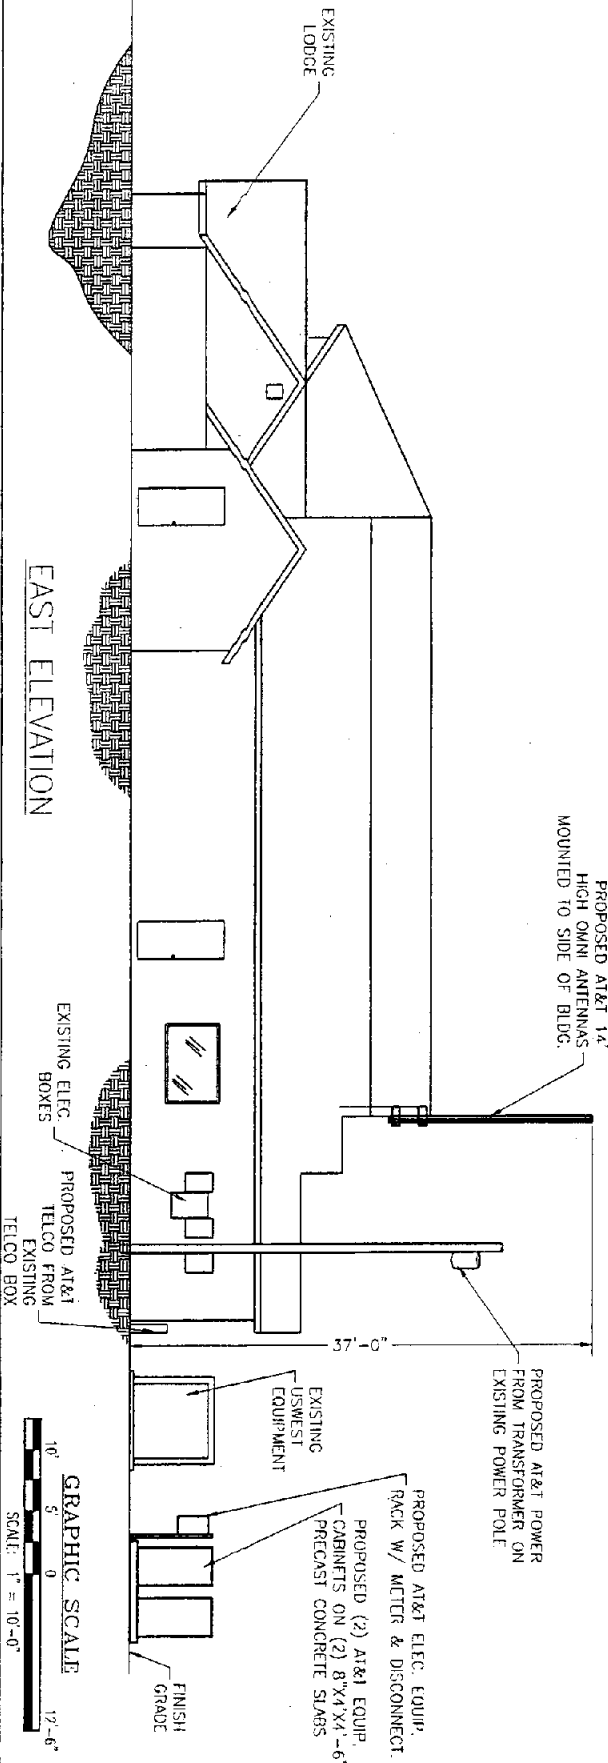 EXISTING
LODGE
PROPOSED AT&T 14'
HIGH OMNI ANTENNAS
MOUNTED TO SIDE OF BLDG.
PROPOSED AT&T POWER
FROM TRANSFORMER ON
EXISTING POWER POLE
37'-0"
EXISTING
USWEST
EQUIPMENT
PROPOSED AT&T ELEC. EQUIP.
RACK W/ METER & DISCONNECT.
PROPOSED (2) AT&T EQUIP.
CABINETS ON (2) 8"X4'X4'-6"
PRECAST CONCRETE SLABS
FINISH
GRADE
EXISTING ELEC.
BOXES
PROPOSED AT&T
TELCO FROM
EXISTING
TELCO BOX
EAST ELEVATION
GRAPHIC SCALE
10' 5' 0 12'-6"
SCALE: 1" = 10'-0"